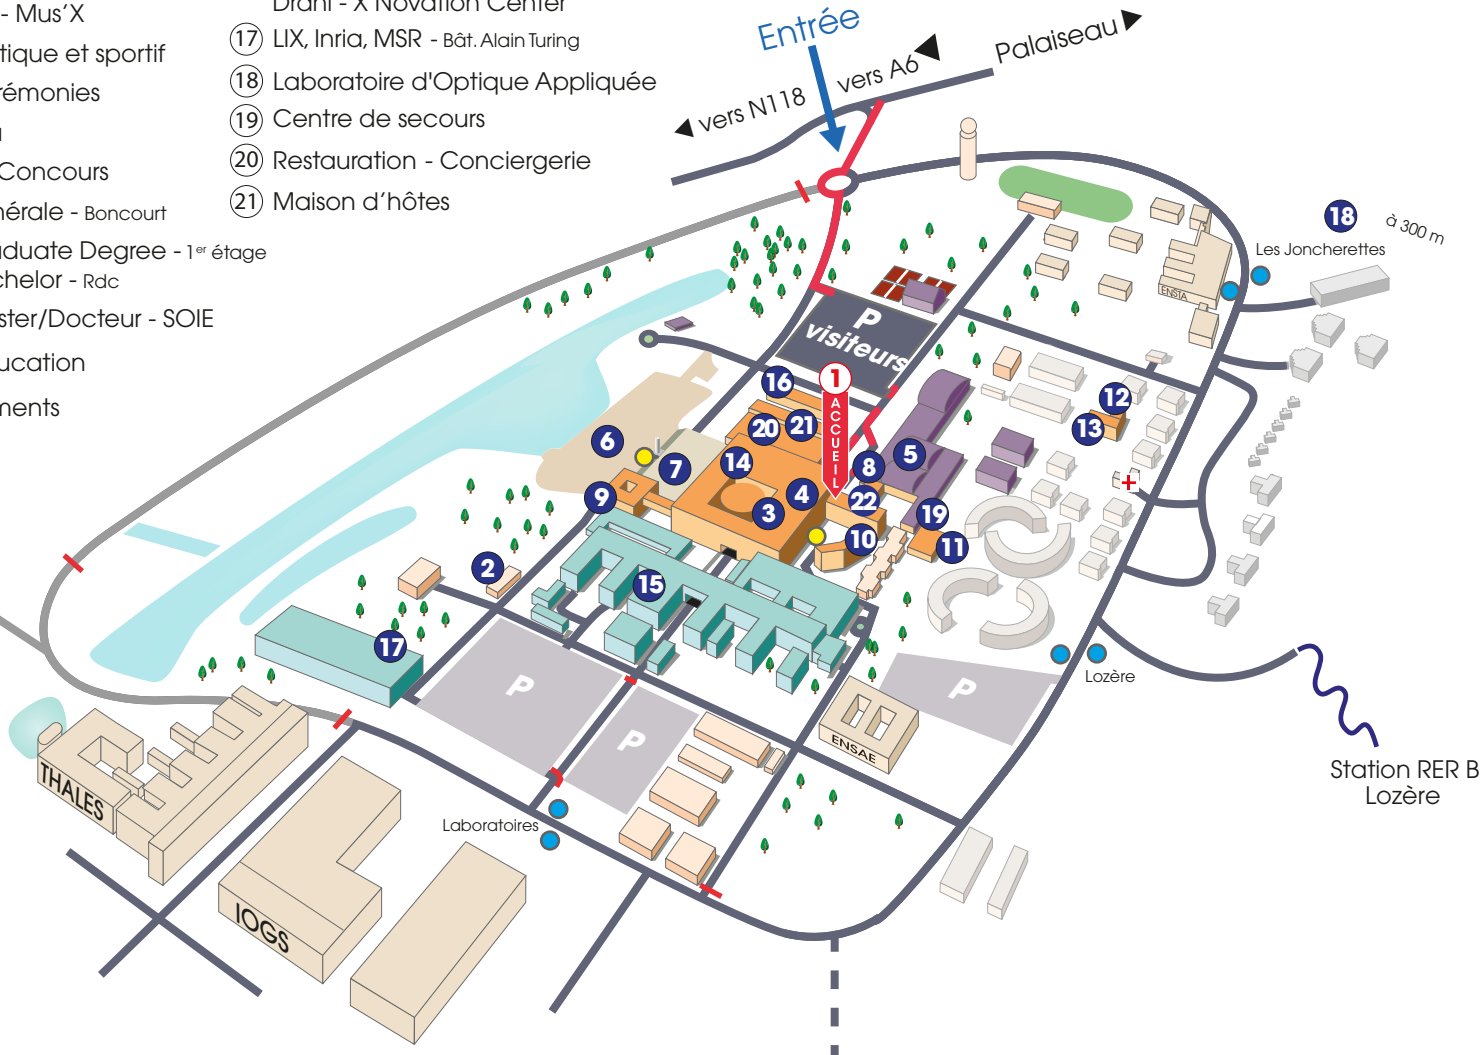 - Mus'X
tique et sportif
rémonies
Concours
nérale - Boncourt
aduate Degree - 1er étage
chelor - Rdc
ster/Docteur - SOIE
ucation
ments
Drahi - X Novation Center
17 LIX, Inria, MSR - Bât. Alain Turing
18 Laboratoire d'Optique Appliquée
19 Centre de secours
20 Restauration - Conciergerie
21 Maison d'hôtes
Entrée
vers N118
vers A6
Palaiseau
18
à 300 m
Les Joncherettes
ENSTA
P
visiteurs
1
ACCUEIL
16
20
21
12
13
6
7
14
8
5
9
4
3
22
19
10
11
2
15
17
P
P
P
Lozère
ENSAE
THALES
IOGS
Laboratoires
Station RER B
Lozère